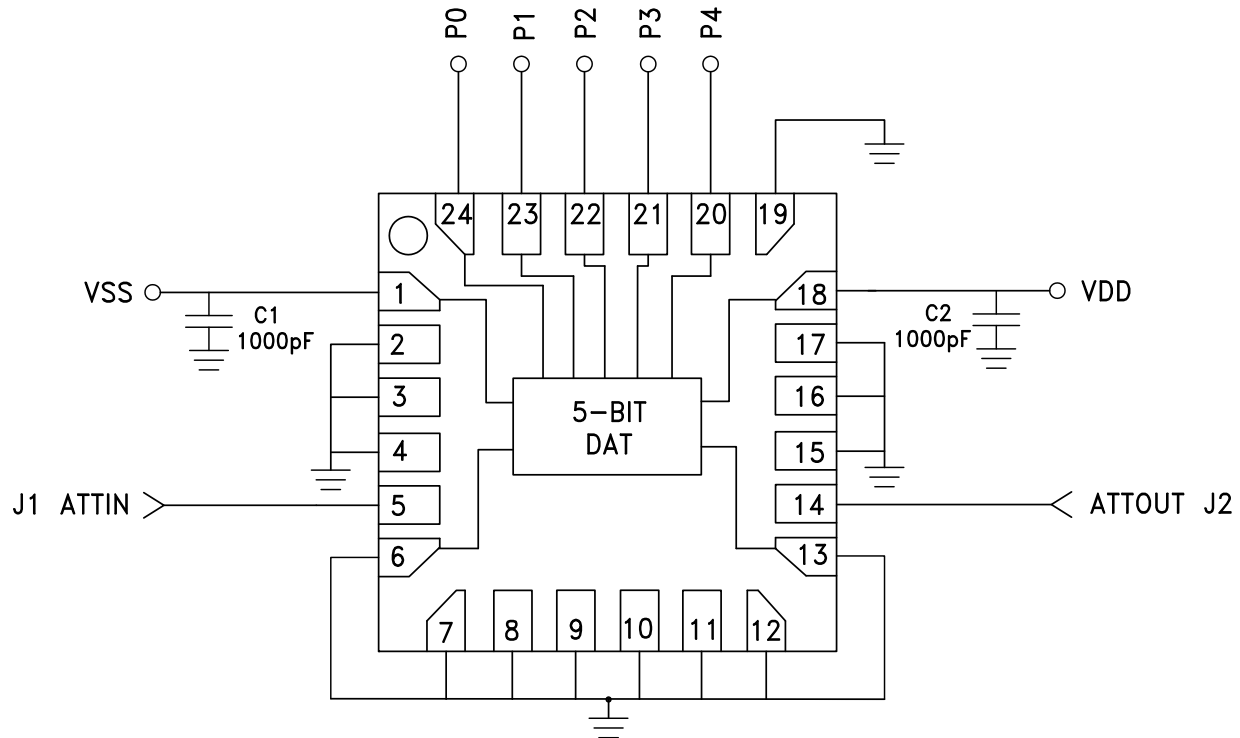 P0 P1 P2 P3 P4
24 23 22 21 20 19
VSS 1 18 VDD
C1 C2
1000pF 1000pF
2 17
3 16
5-BIT
DAT
4 15
J1 ATTIN 5 14 ATTOUT J2
6 13
7 8 9 10 11 12